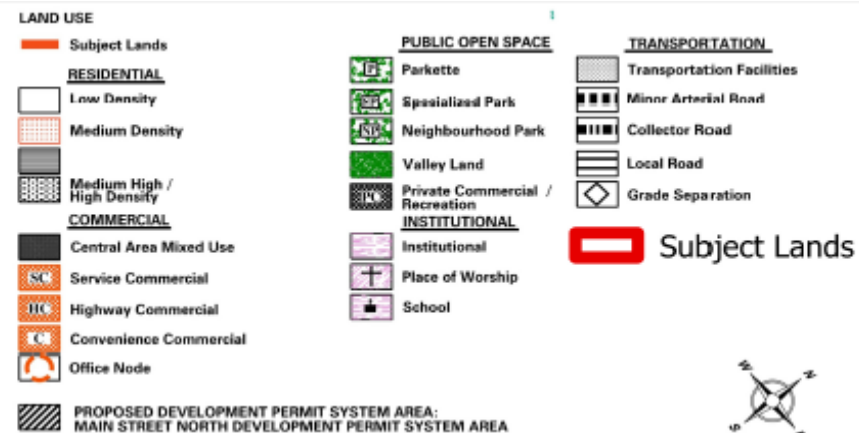 LAND USE
Subject Lands
RESIDENTIAL
Low Density
Medium Density
Medium High /
High Density
COMMERCIAL
Central Area Mixed Use
SC Service Commercial
HC Highway Commercial
C Convenience Commercial
Office Node
PROPOSED DEVELOPMENT PERMIT SYSTEM AREA:
MAIN STREET NORTH DEVELOPMENT PERMIT SYSTEM AREA
PUBLIC OPEN SPACE
P Parkette
SP Specialized Park
NP Neighbourhood Park
Valley Land
PC Private Commercial /
Recreation
INSTITUTIONAL
Institutional
Place of Worship
School
TRANSPORTATION
Transportation Facilities
Minor Arterial Road
Collector Road
Local Road
Grade Separation
Subject Lands
W N
S